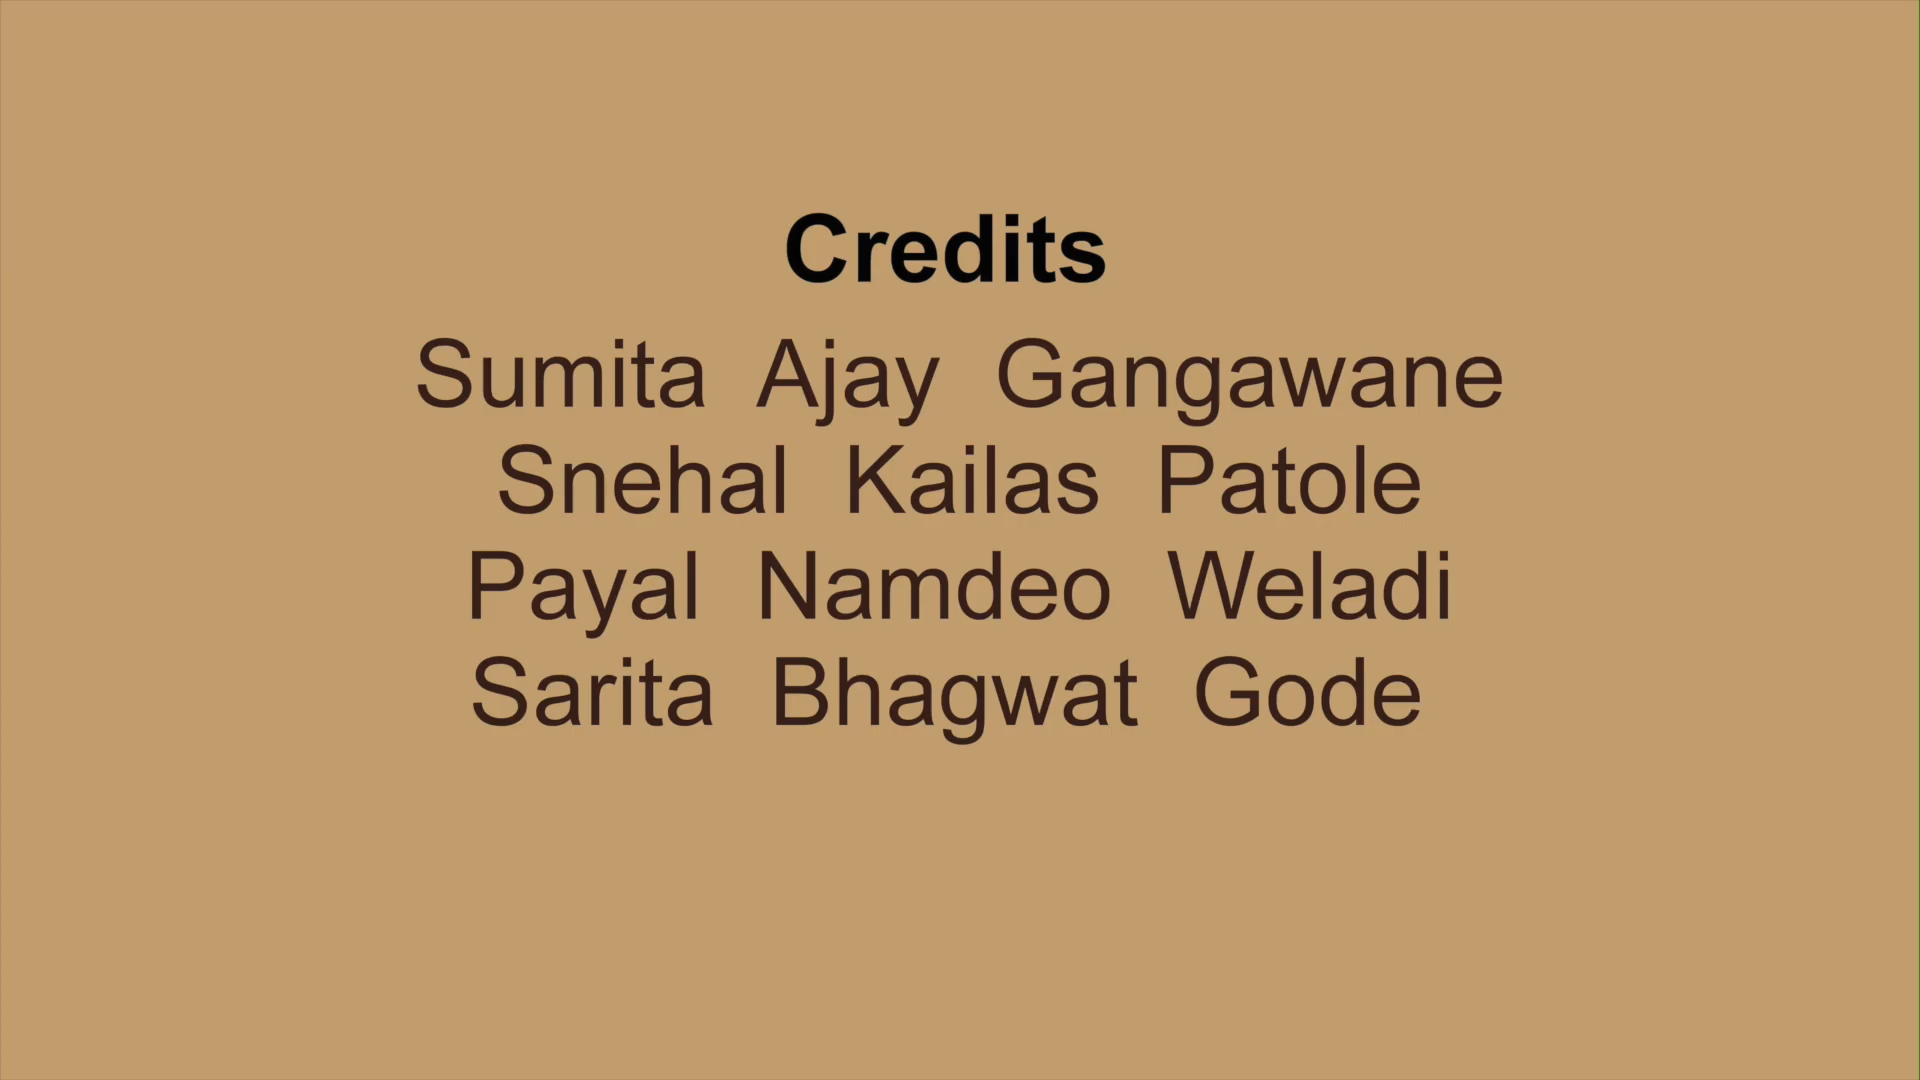 Credits
Sumita Ajay Gangawane
Snehal Kailas Patole
Payal Namdeo Weladi
Sarita Bhagwat Gode